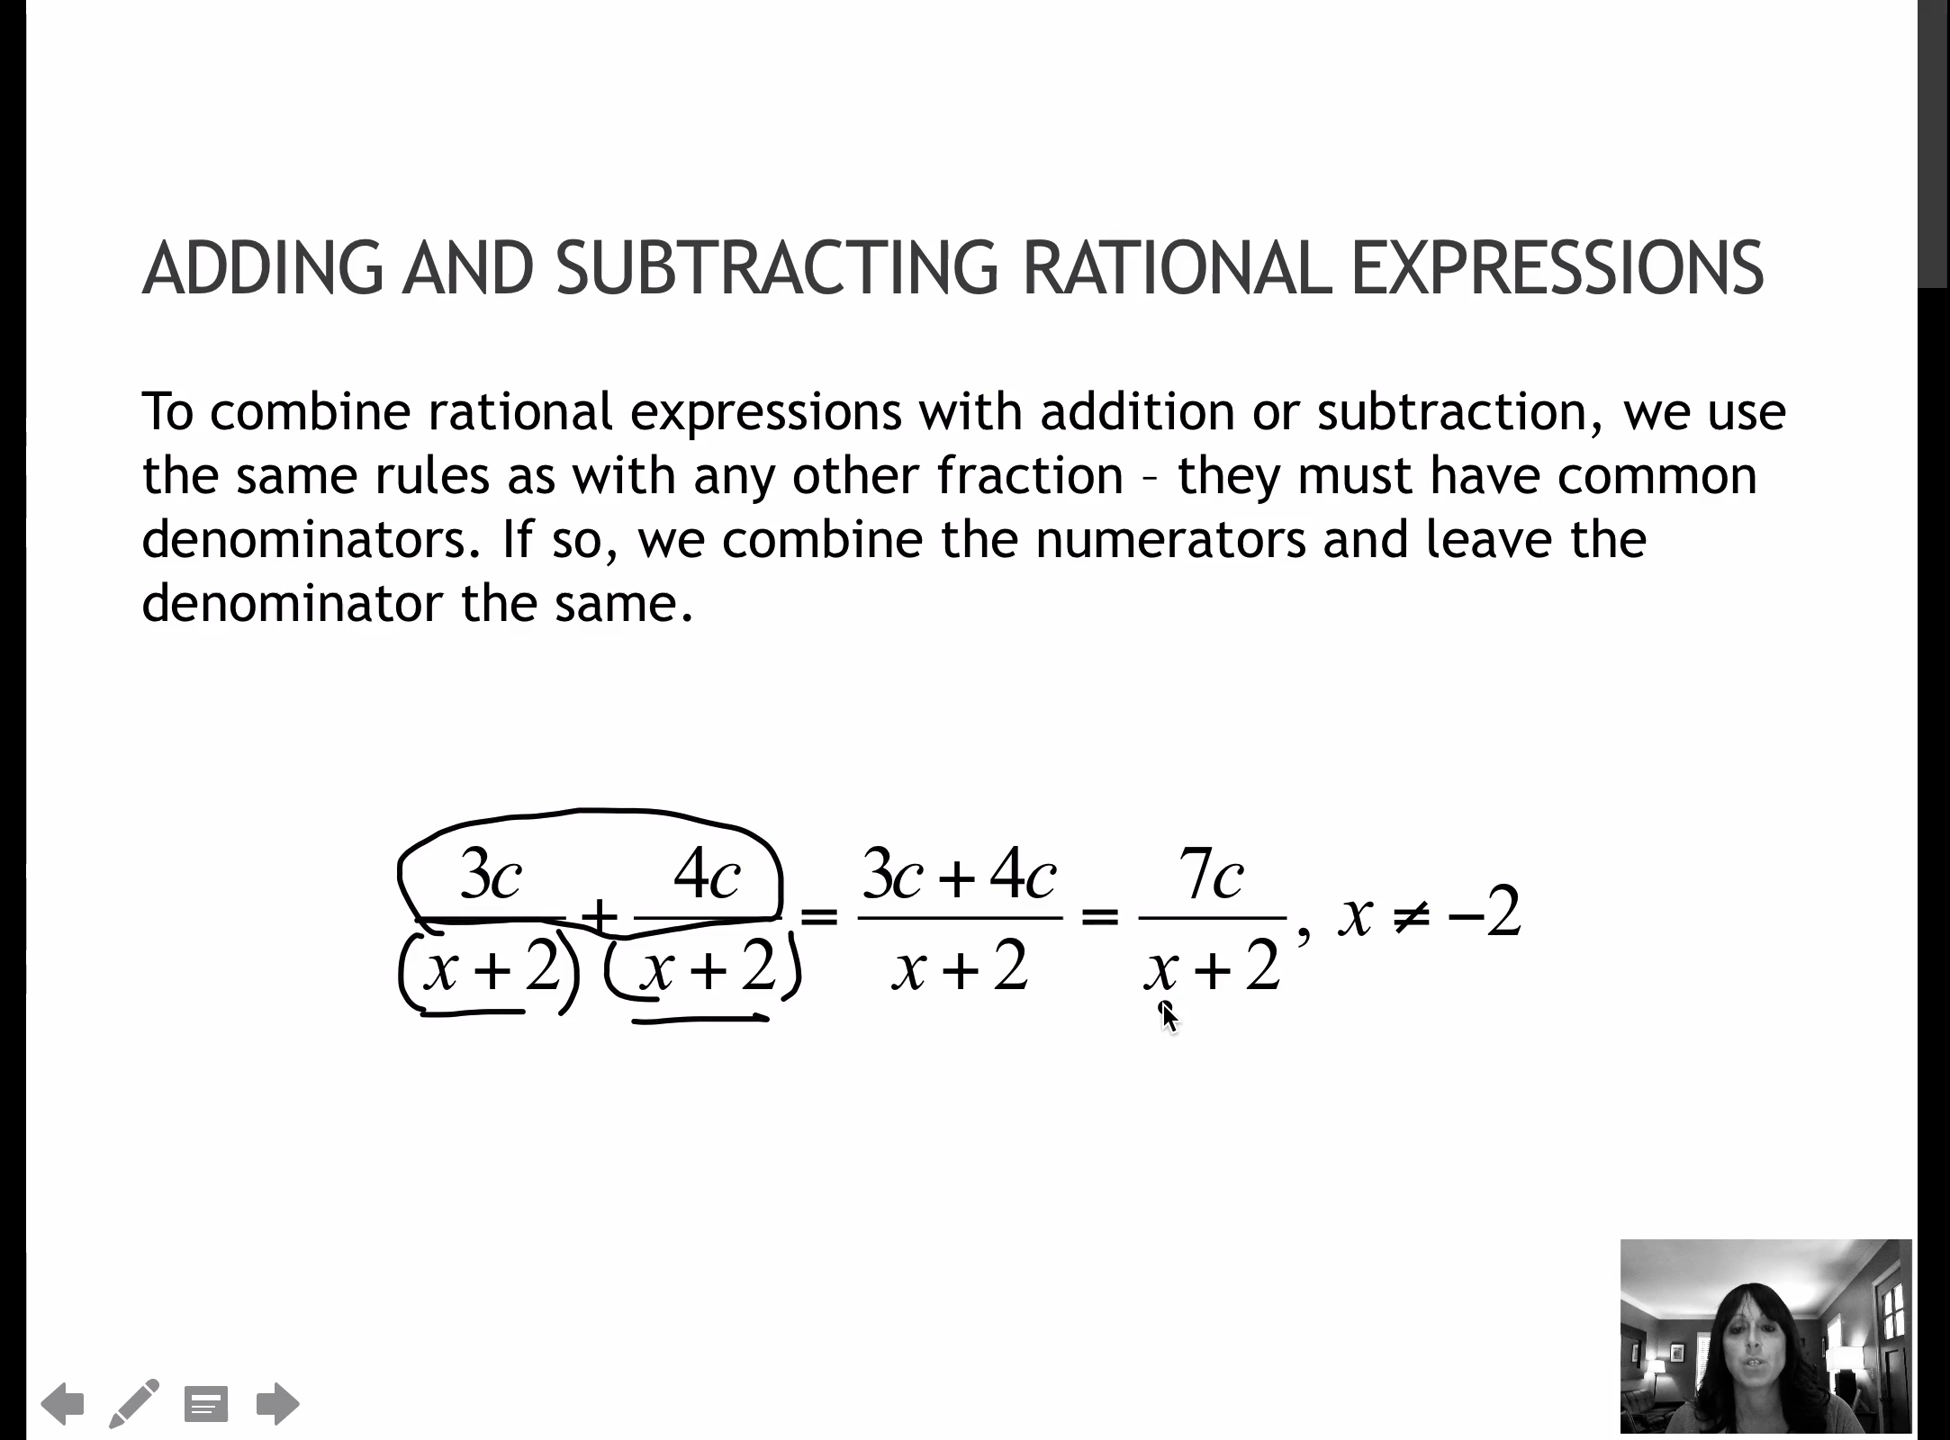 ADDING AND SUBTRACTING RATIONAL EXPRESSIONS
To combine rational expressions with addition or subtraction, we use
the same rules as with any other fraction – they must have common
denominators. If so, we combine the numerators and leave the
denominator the same.
3c/(x + 2) + 4c/(x + 2) = 3c + 4c/x + 2 = 7c/x + 2, x ≠ −2